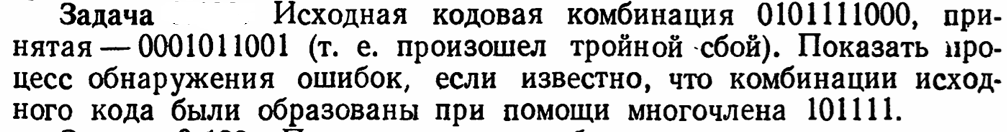 Задача Исходная кодовая комбинация 0101111000, при-
нятая — 0001011001 (т. е. произошел тройной сбой). Показать про-
цесс обнаружения ошибок, если известно, что комбинации исход-
ного кода были образованы при помощи многочлена 101111.